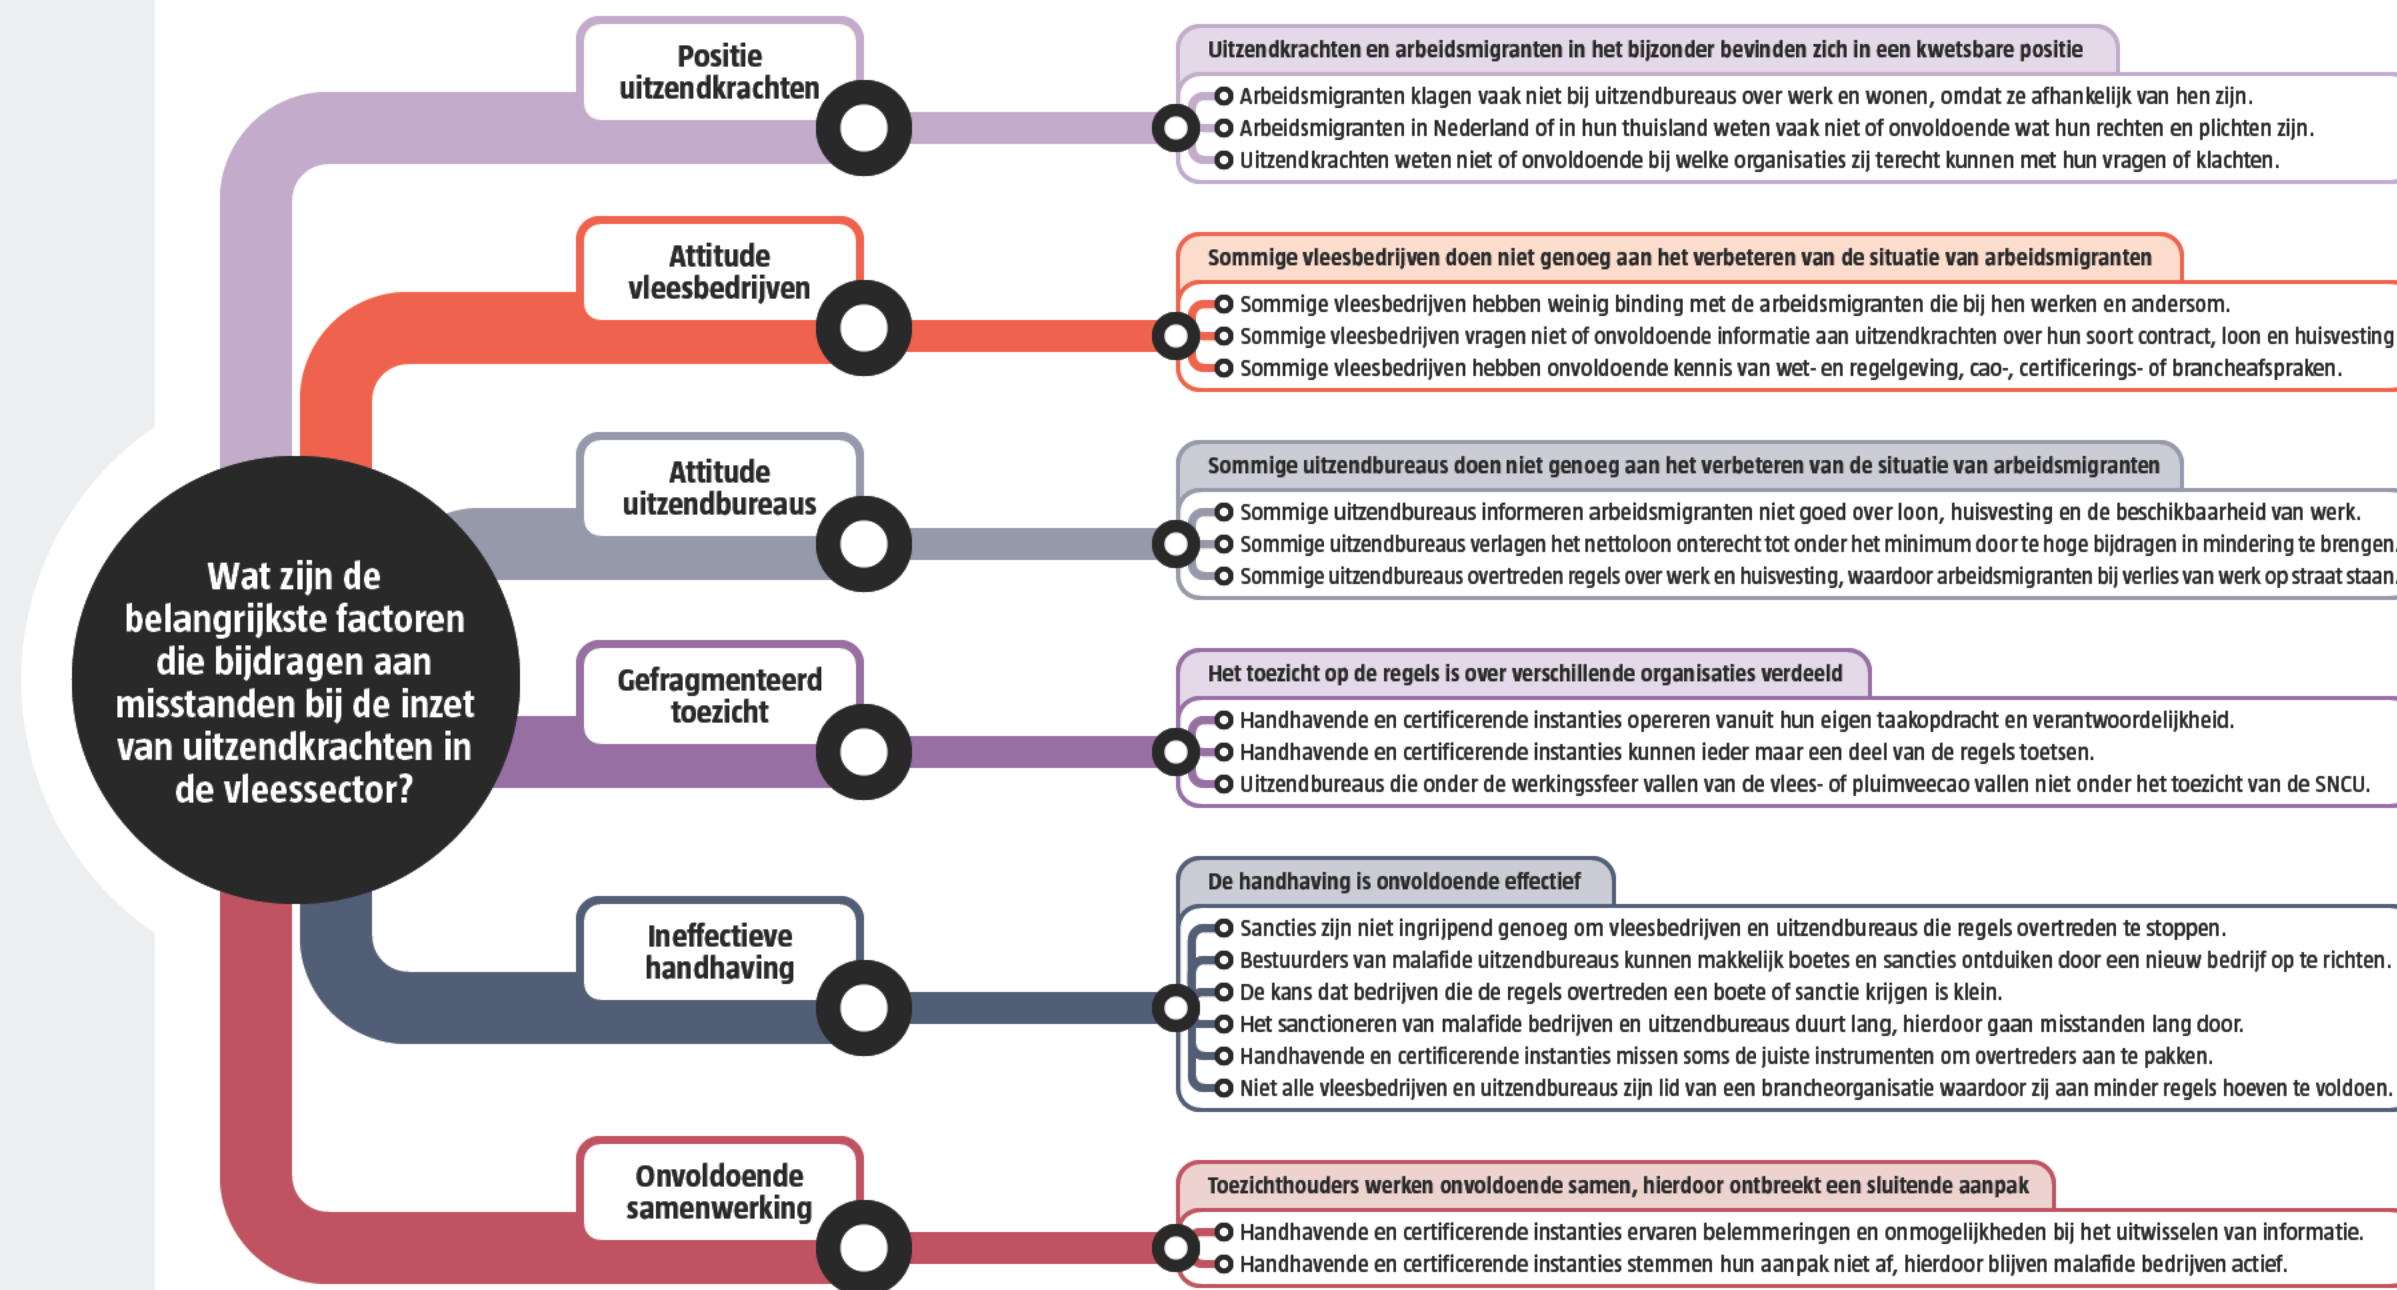 Wat zijn de
belangrijkste factoren
die bijdragen aan
misstanden bij de inzet
van uitzendkrachten in
de vleessector?
Positie
uitzendkrachten
Uitzendkrachten en arbeidsmigranten in het bijzonder bevinden zich in een kwetsbare positie
Arbeidsmigranten klagen vaak niet bij uitzendbureaus over werk en wonen, omdat ze afhankelijk van hen zijn.
Arbeidsmigranten in Nederland of in hun thuisland weten vaak niet of onvoldoende wat hun rechten en plichten zijn.
Uitzendkrachten weten niet of onvoldoende bij welke organisaties zij terecht kunnen met hun vragen of klachten.
Attitude
vleesbedrijven
Sommige vleesbedrijven doen niet genoeg aan het verbeteren van de situatie van arbeidsmigranten
Sommige vleesbedrijven hebben weinig binding met de arbeidsmigranten die bij hen werken en andersom.
Sommige vleesbedrijven vragen niet of onvoldoende informatie aan uitzendkrachten over hun soort contract, loon en huisvesting
Sommige vleesbedrijven hebben onvoldoende kennis van wet- en regelgeving, cao-, certificerings- of brancheafspraken.
Attitude
uitzendbureaus
Sommige uitzendbureaus doen niet genoeg aan het verbeteren van de situatie van arbeidsmigranten
Sommige uitzendbureaus informeren arbeidsmigranten niet goed over loon, huisvesting en de beschikbaarheid van werk.
Sommige uitzendbureaus verlagen het nettoloon onterecht tot onder het minimum door te hoge bijdragen in mindering te brengen.
Sommige uitzendbureaus overtreden regels over werk en huisvesting, waardoor arbeidsmigranten bij verlies van werk op straat staan.
Gefragmenteerd
toezicht
Het toezicht op de regels is over verschillende organisaties verdeeld
Handhavende en certificerende instanties opereren vanuit hun eigen taakopdracht en verantwoordelijkheid.
Handhavende en certificerende instanties kunnen ieder maar een deel van de regels toetsen.
Uitzendbureaus die onder de werkingssfeer vallen van de vlees- of pluimveecao vallen niet onder het toezicht van de SNCU.
Ineffectieve
handhaving
De handhaving is onvoldoende effectief
Sancties zijn niet ingrijpend genoeg om vleesbedrijven en uitzendbureaus die regels overtreden te stoppen.
Bestuurders van malafide uitzendbureaus kunnen makkelijk boetes en sancties ontduiken door een nieuw bedrijf op te richten.
De kans dat bedrijven die de regels overtreden een boete of sanctie krijgen is klein.
Het sanctioneren van malafide bedrijven en uitzendbureaus duurt lang, hierdoor gaan misstanden lang door.
Handhavende en certificerende instanties missen soms de juiste instrumenten om overtreders aan te pakken.
Niet alle vleesbedrijven en uitzendbureaus zijn lid van een brancheorganisatie waardoor zij aan minder regels hoeven te voldoen.
Onvoldoende
samenwerking
Toezichthouders werken onvoldoende samen, hierdoor ontbreekt een sluitende aanpak
Handhavende en certificerende instanties ervaren belemmeringen en onmogelijkheden bij het uitwisselen van informatie.
Handhavende en certificerende instanties stemmen hun aanpak niet af, hierdoor blijven malafide bedrijven actief.